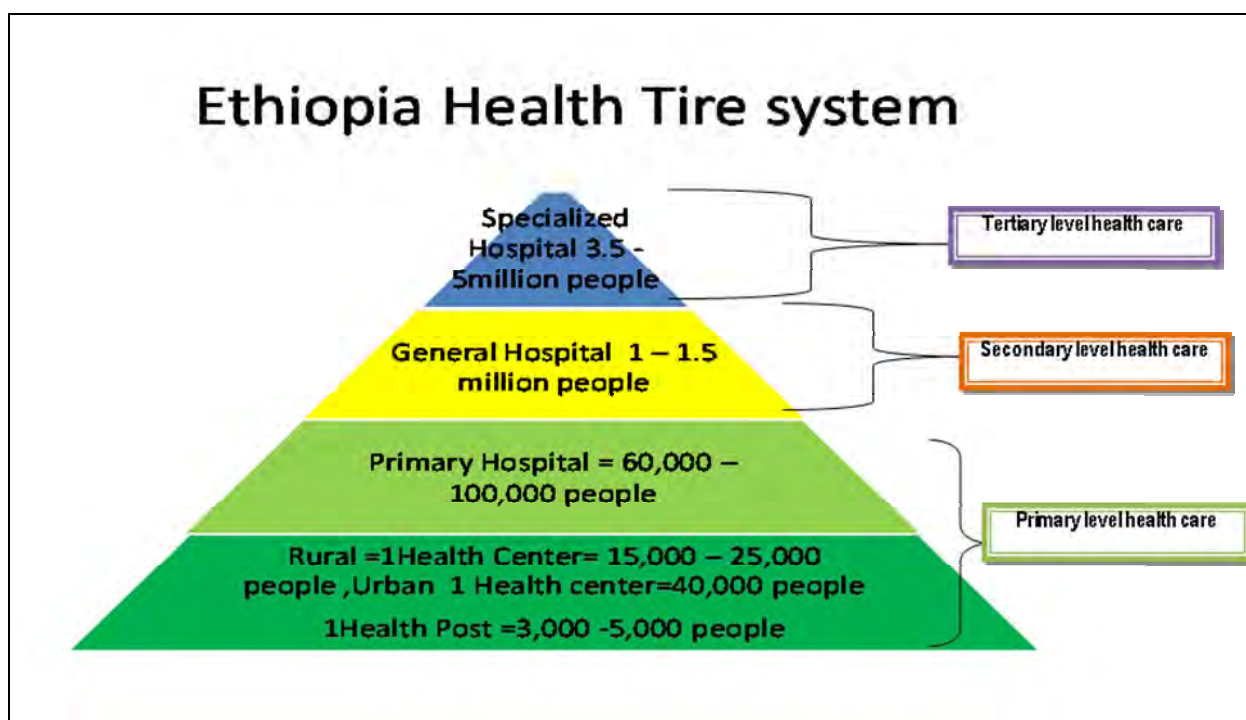 Ethiopia Health Tire system
Specialized
Hospital 3.5 -
5million people
Tertiary level health care
General Hospital 1 – 1.5
million people
Secondary level health care
Primary Hospital = 60,000 –
100,000 people
Primary level health care
Rural =1Health Center= 15,000 – 25,000
people ,Urban 1 Health center=40,000 people
1Health Post =3,000 -5,000 people